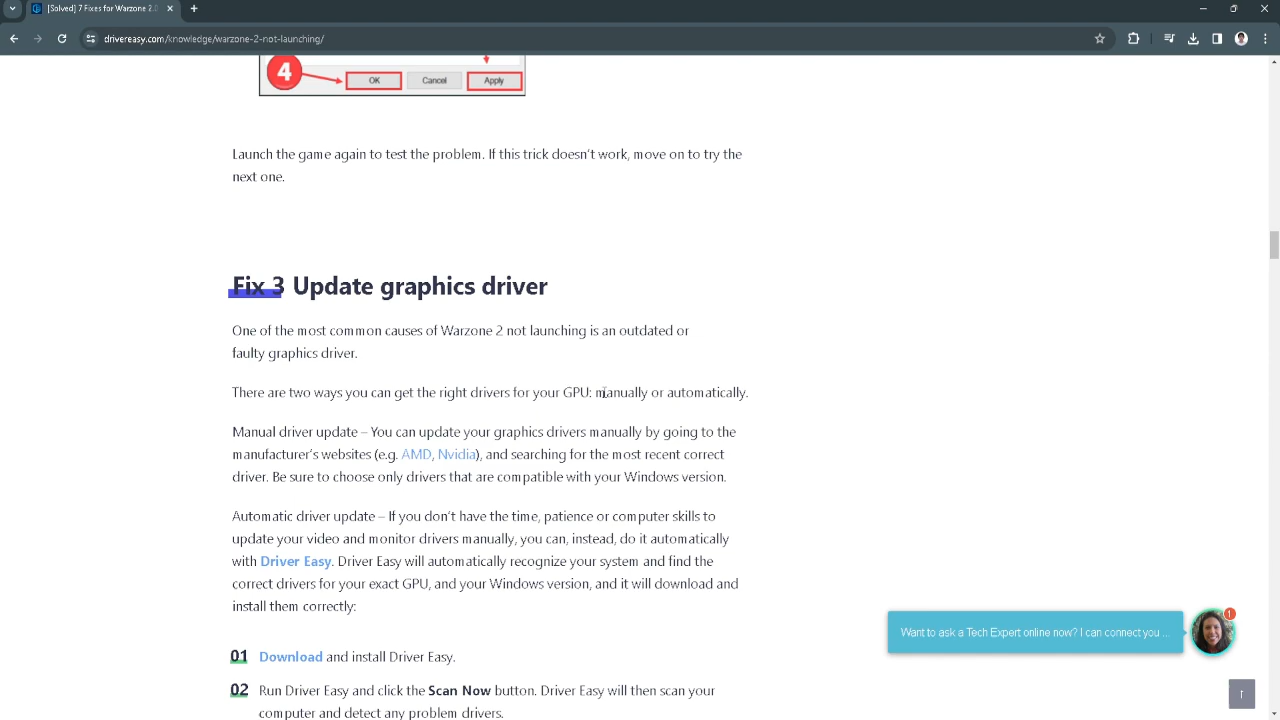 [Solved] 7 Fixes for Warzone 2.0
drivereasy.com/knowledge/warzone-2-not-launching/
4
OK
Cancel
Apply
Launch the game again to test the problem. If this trick doesn't work, move on to try the
next one.
Fix 3 Update graphics driver
One of the most common causes of Warzone 2 not launching is an outdated or
faulty graphics driver.
There are two ways you can get the right drivers for your GPU: manually or automatically.
Manual driver update – You can update your graphics drivers manually by going to the
manufacturer's websites (e.g. AMD, Nvidia), and searching for the most recent correct
driver. Be sure to choose only drivers that are compatible with your Windows version.
Automatic driver update – If you don't have the time, patience or computer skills to
update your video and monitor drivers manually, you can, instead, do it automatically
with Driver Easy. Driver Easy will automatically recognize your system and find the
correct drivers for your exact GPU, and your Windows version, and it will download and
install them correctly:
Want to ask a Tech Expert online now? I can connect you ...
1
01 Download and install Driver Easy.
02 Run Driver Easy and click the Scan Now button. Driver Easy will then scan your
computer and detect any problem drivers.